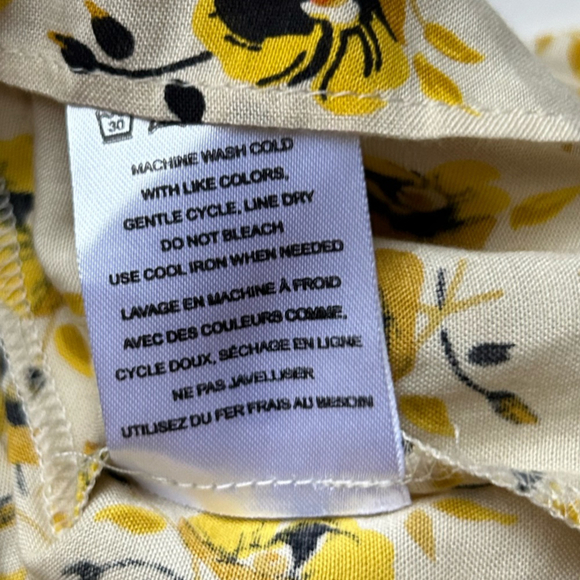 30
MACHINE WASH COLD
WITH LIKE COLORS,
GENTLE CYCLE, LINE DRY
DO NOT BLEACH
USE COOL IRON WHEN NEEDED
LAVAGE EN MACHINE À FROID
AVEC DES COULEURS COMME,
CYCLE DOUX, SÉCHAGE EN LIGNE
NE PAS JAVELLISER
UTILISEZ DU FER FRAIS AU BESOIN